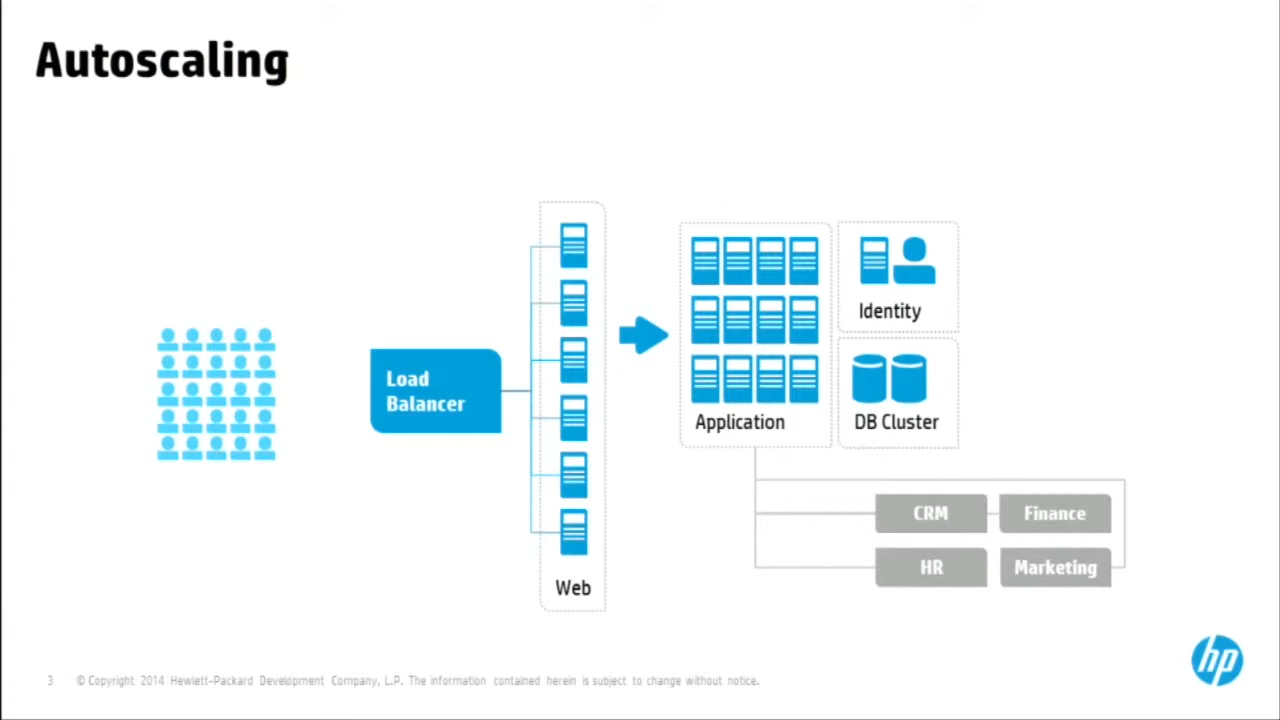 Autoscaling
Load
Balancer
Web
Application
Identity
DB Cluster
CRM
Finance
HR
Marketing
3 © Copyright 2014 Hewlett-Packard Development Company, L.P. The information contained herein is subject to change without notice.
hp